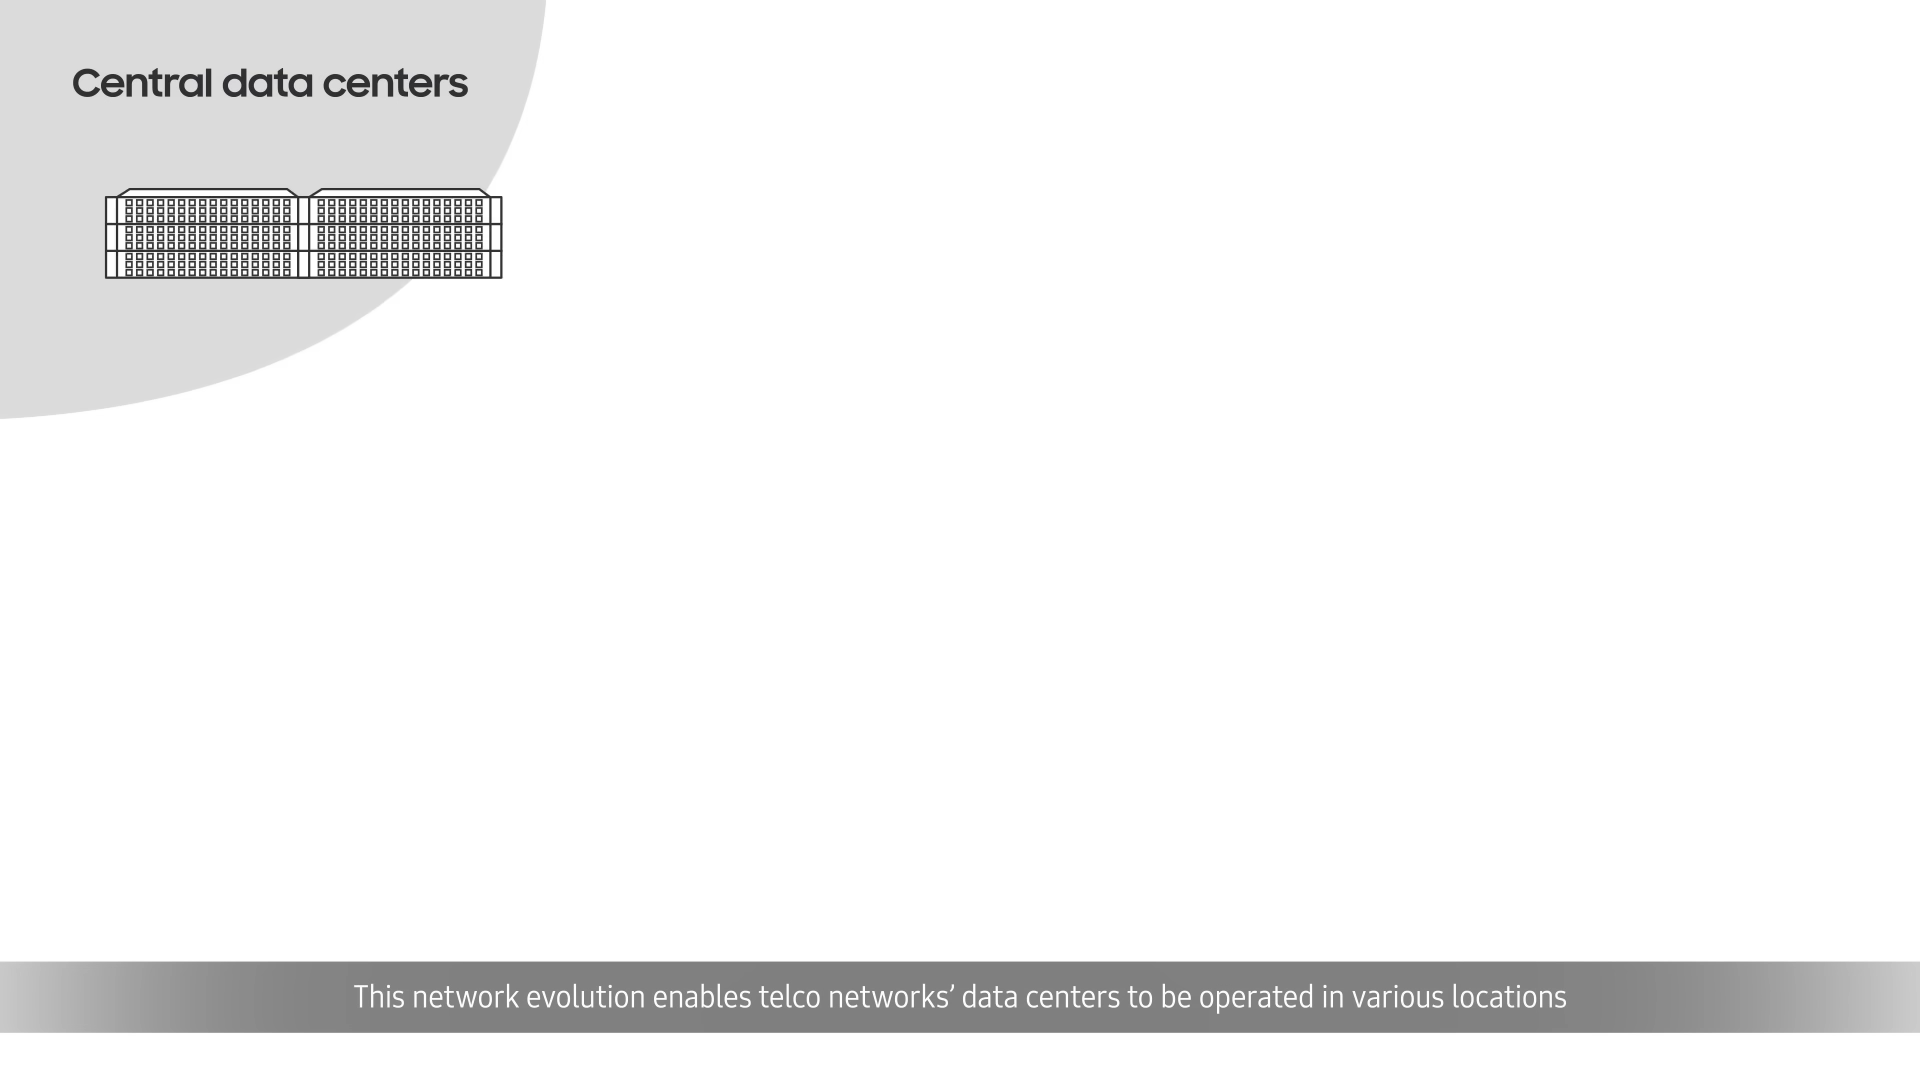 Central data centers
This network evolution enables telco networks’ data centers to be operated in various locations